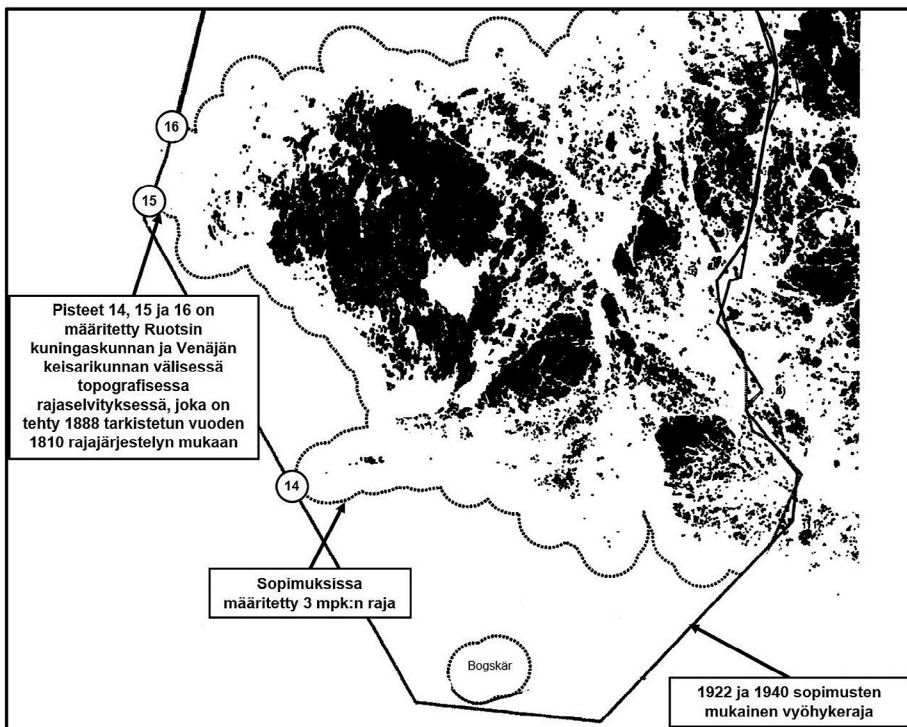 16
15
Pisteet 14, 15 ja 16 on
määritetty Ruotsin
kuningaskunnan ja Venäjän
keisarikunnan välisessä
topografisessa
rajaselvityksessä, joka on
tehty 1888 tarkistetun vuoden
1810 rajajärjestelyn mukaan
14
Sopimuksissa
määritetty 3 mpk:n raja
Bogskär
1922 ja 1940 sopimusten
mukainen vyöhykeraja